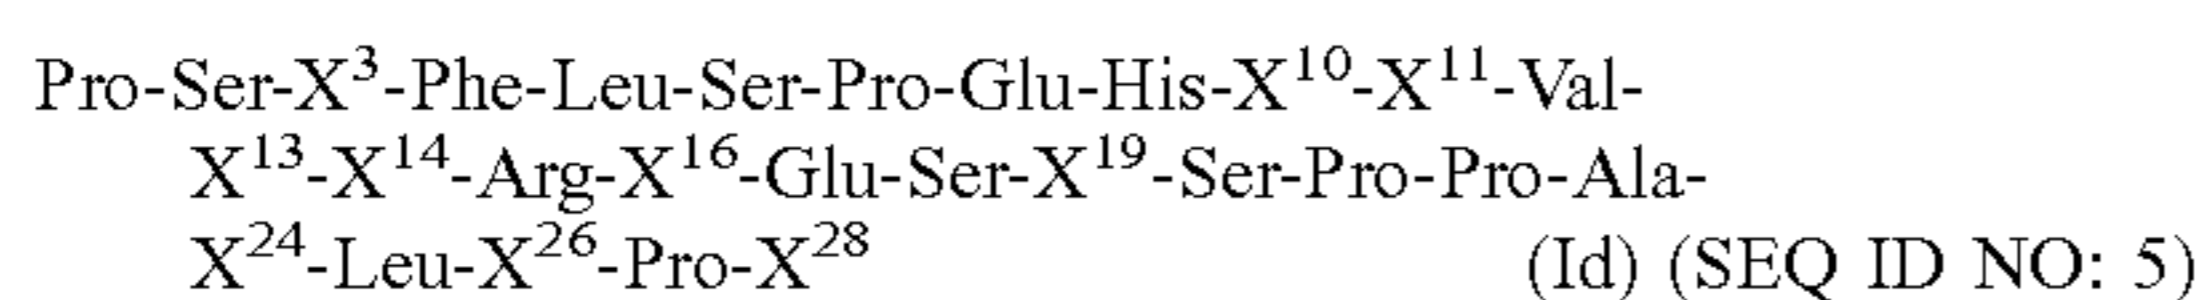 Pro-Ser-X³-Phe-Leu-Ser-Pro-Glu-His-X¹⁰-X¹¹-Val-
X¹³-X¹⁴-Arg-X¹⁶-Glu-Ser-X¹⁹-Ser-Pro-Pro-Ala-
X²⁴-Leu-X²⁶-Pro-X²⁸ (Id) (SEQ ID NO: 5)